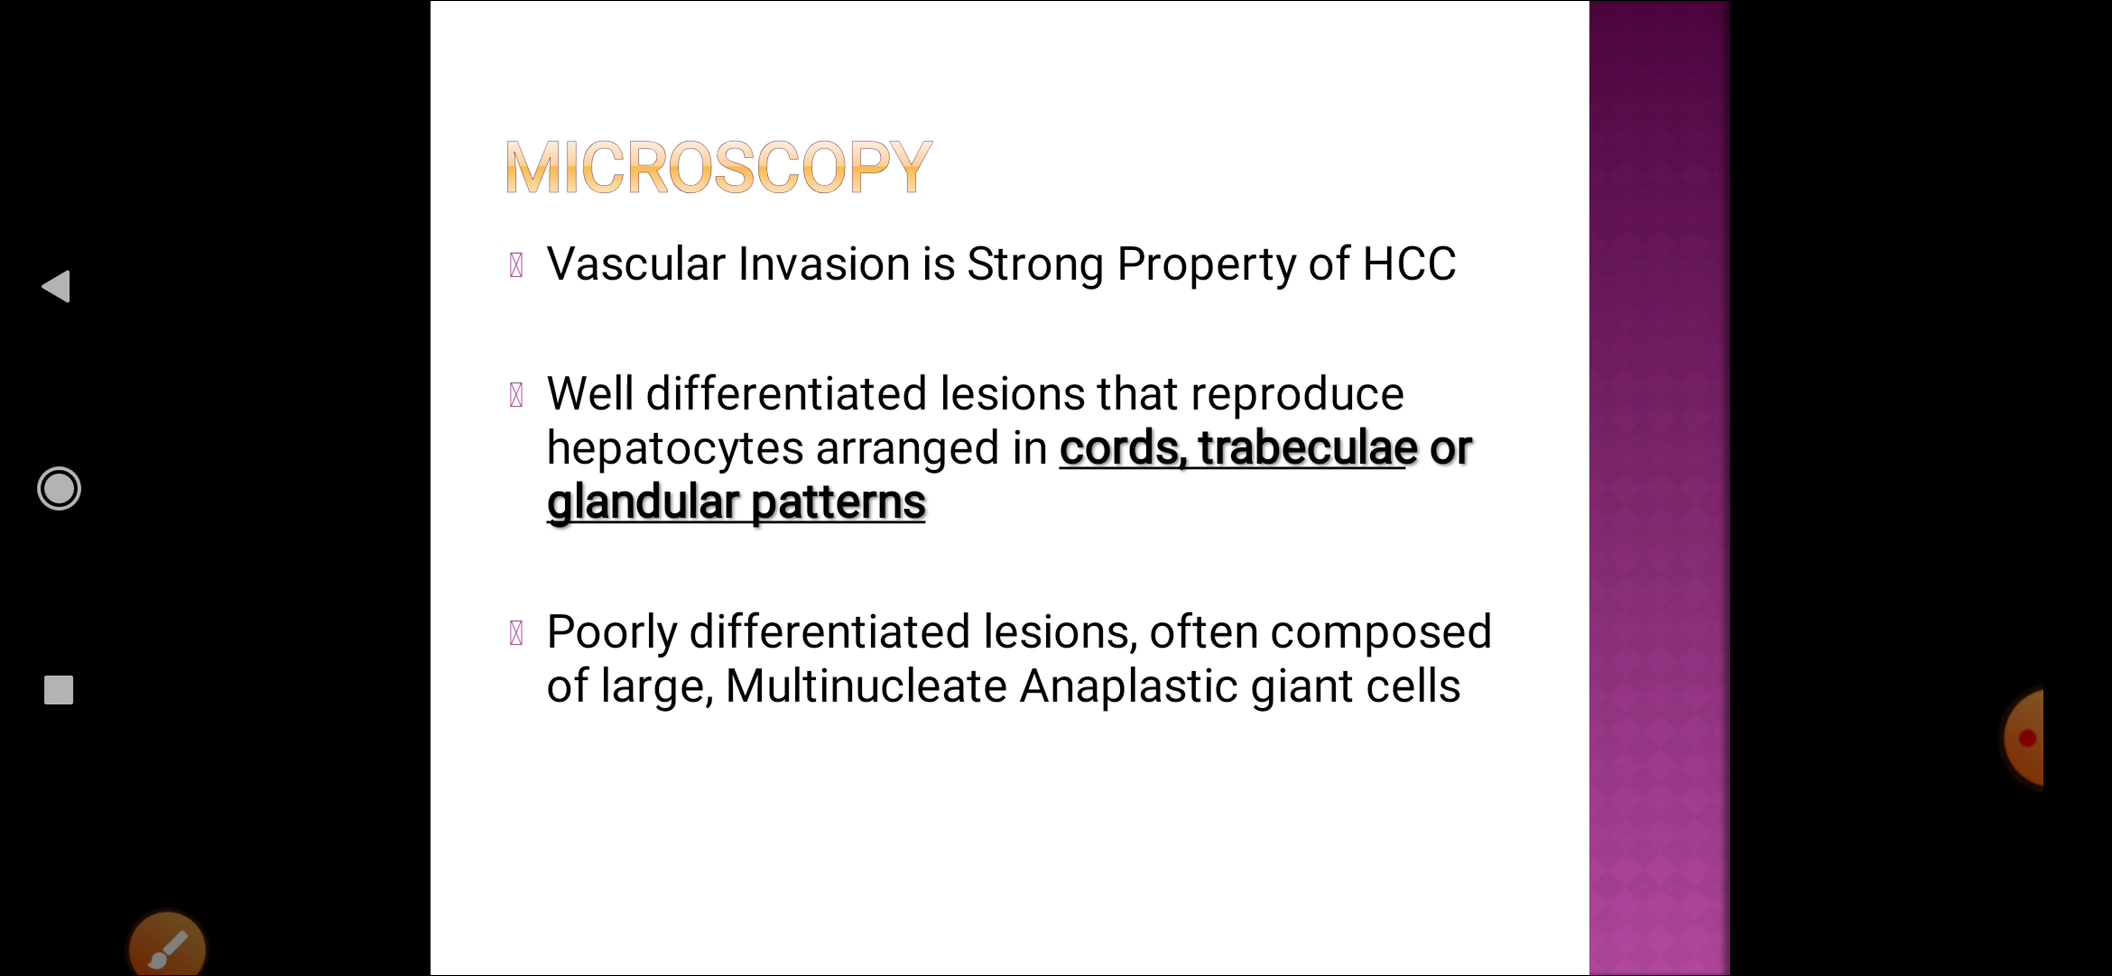 MICROSCOPY
Vascular Invasion is Strong Property of HCC
Well differentiated lesions that reproduce
hepatocytes arranged in cords, trabeculae or
glandular patterns
Poorly differentiated lesions, often composed
of large, Multinucleate Anaplastic giant cells